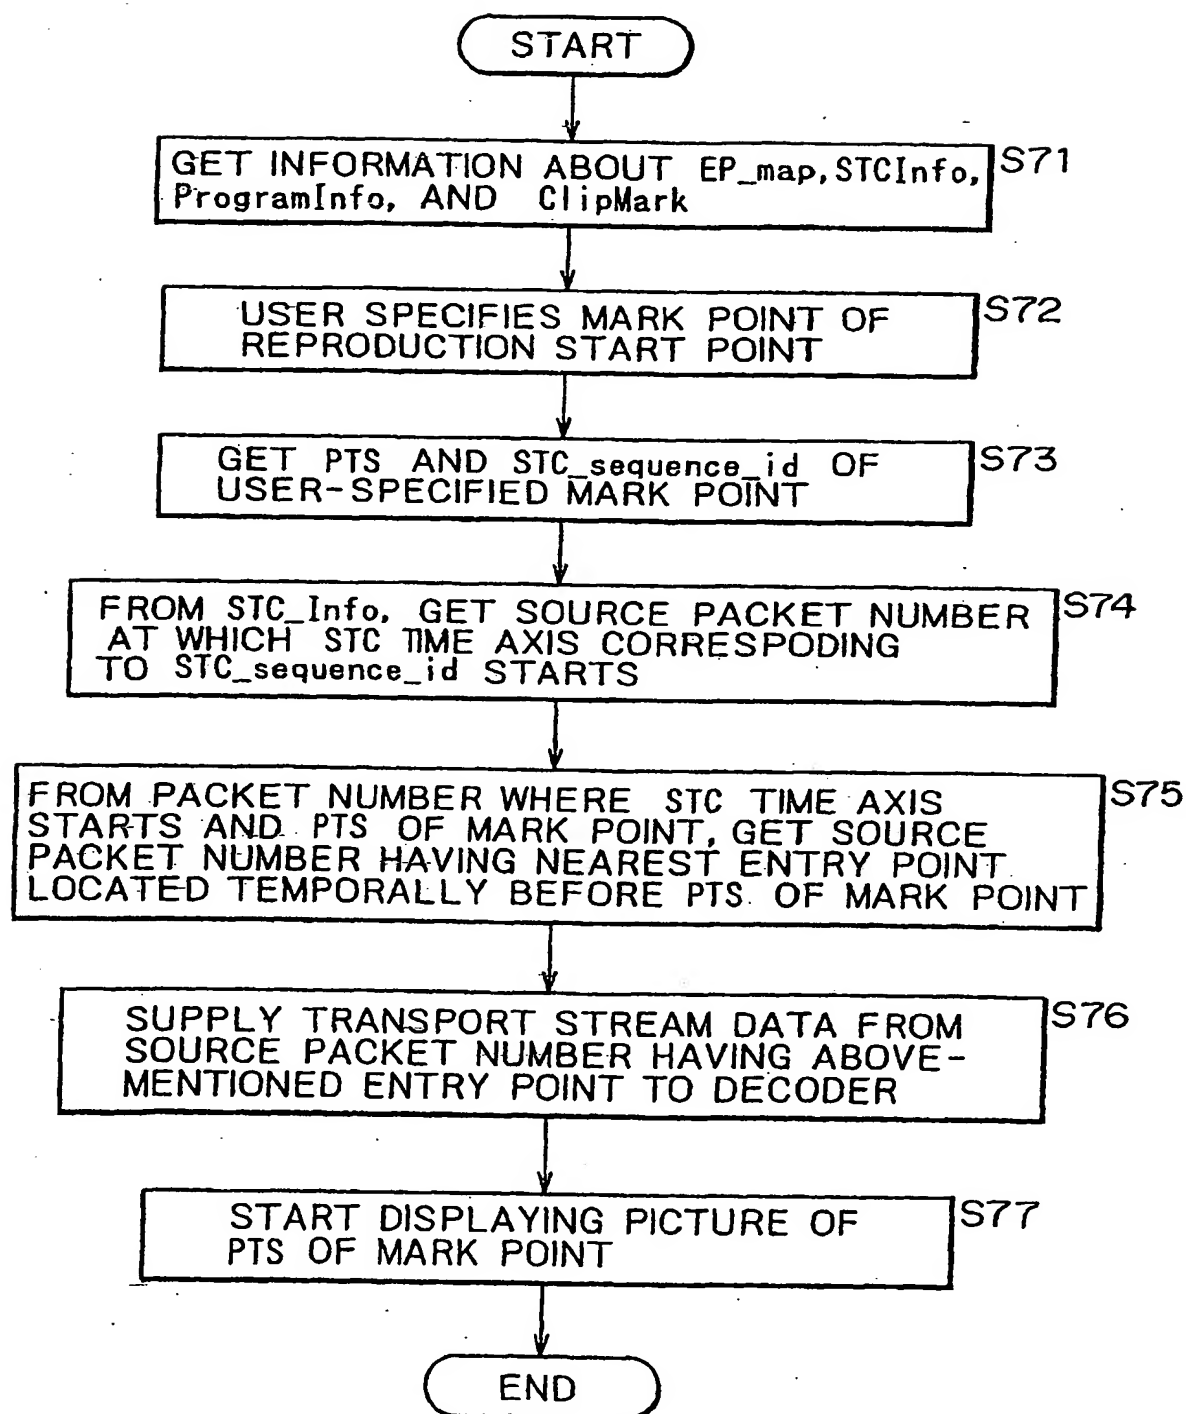 START
GET INFORMATION ABOUT EP_map, STCInfo,
ProgramInfo, AND ClipMark
S71
USER SPECIFIES MARK POINT OF
REPRODUCTION START POINT
S72
GET PTS AND STC_sequence_id OF
USER-SPECIFIED MARK POINT
S73
FROM STC_Info, GET SOURCE PACKET NUMBER
AT WHICH STC TIME AXIS CORRESPODING
TO STC_sequence_id STARTS
S74
FROM PACKET NUMBER WHERE STC TIME AXIS
STARTS AND PTS OF MARK POINT, GET SOURCE
PACKET NUMBER HAVING NEAREST ENTRY POINT
LOCATED TEMPORALLY BEFORE PTS OF MARK POINT
S75
SUPPLY TRANSPORT STREAM DATA FROM
SOURCE PACKET NUMBER HAVING ABOVE-
MENTIONED ENTRY POINT TO DECODER
S76
START DISPLAYING PICTURE OF
PTS OF MARK POINT
S77
END